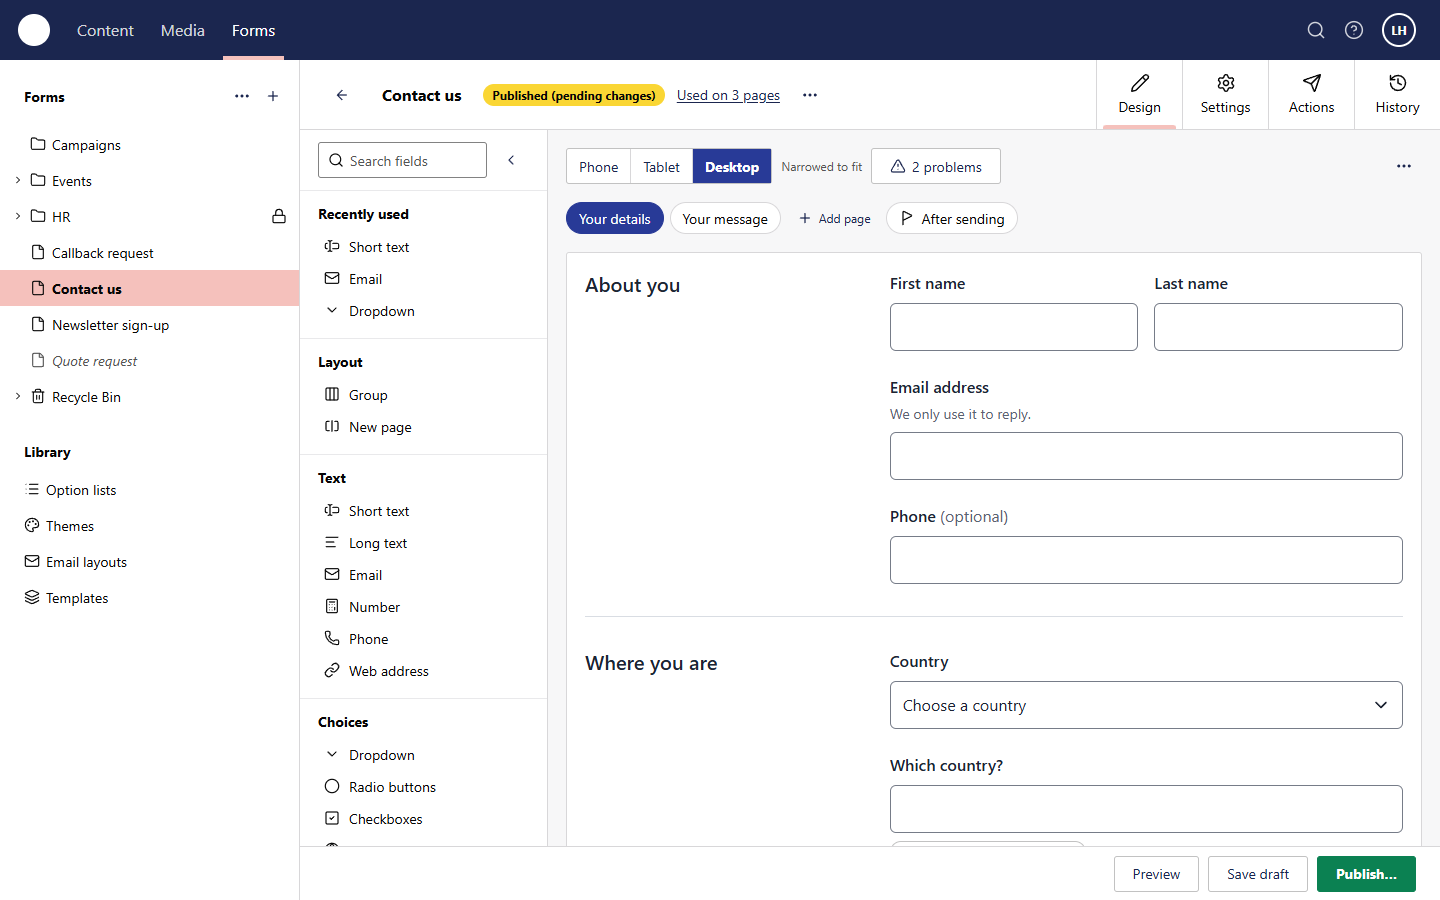 Content
Media
Forms
LH
Forms
Campaigns
Events
HR
Callback request
Contact us
Newsletter sign-up
Quote request
Recycle Bin
Library
Option lists
Themes
Email layouts
Templates
Contact us
Published (pending changes)
Used on 3 pages
Design
Settings
Actions
History
Search fields
Recently used
Short text
Email
Dropdown
Layout
Group
New page
Text
Short text
Long text
Email
Number
Phone
Web address
Choices
Dropdown
Radio buttons
Checkboxes
Phone
Tablet
Desktop
Narrowed to fit
2 problems
Your details
Your message
Add page
After sending
About you
First name
Last name
Email address
We only use it to reply.
Phone (optional)
Where you are
Country
Choose a country
Which country?
Preview
Save draft
Publish...